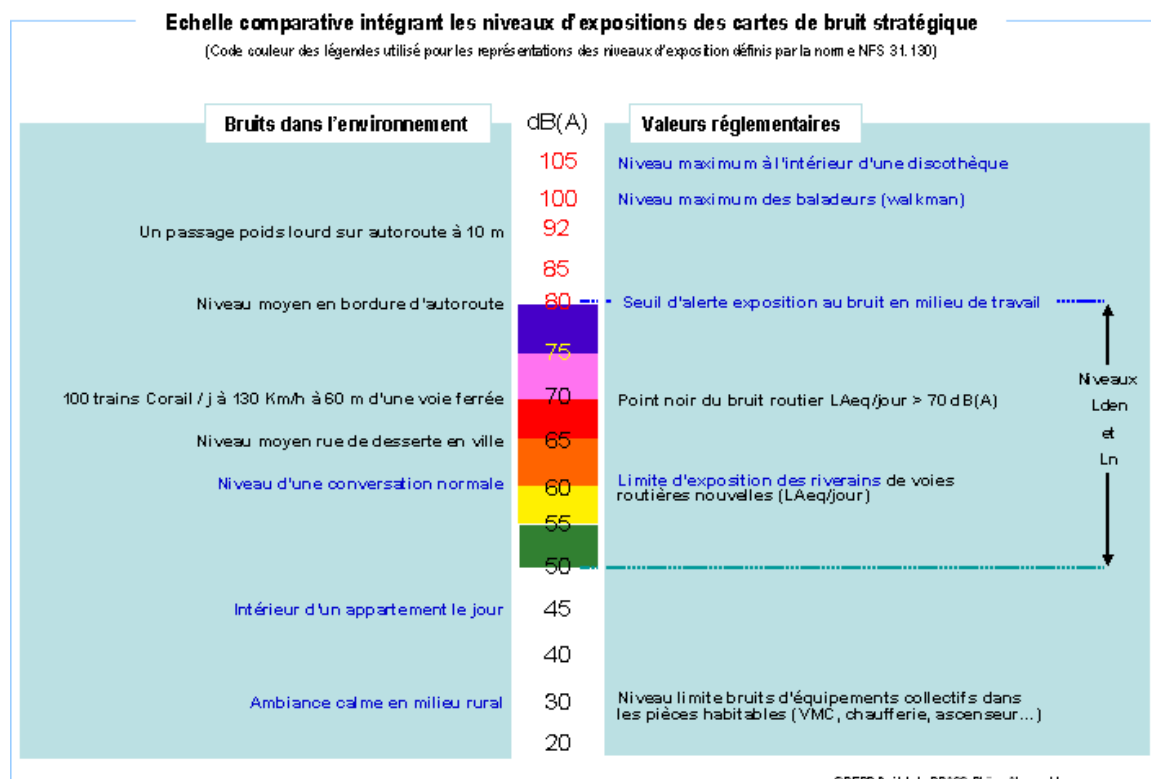 Echelle comparative intégrant les niveaux d'expositions des cartes de bruit stratégique
(Code couleur des légendes utilisé pour les représentations des niveaux d'exposition définis par la norme NFS 31.130)
Bruits dans l'environnement
dB(A)
Valeurs réglementaires
105
Niveau maximum à l'intérieur d'une discothèque
100
Niveau maximum des baladeurs (walkman)
Un passage poids lourd sur autoroute à 10 m
92
85
Niveau moyen en bordure d'autoroute
80
Seuil d'alerte exposition au bruit en milieu de travail
75
100 trains Corail / j à 130 Km/h à 60 m d'une voie ferrée
70
Point noir du bruit routier LAeq/jour > 70 dB(A)
Niveau moyen rue de desserte en ville
65
Niveau d'une conversation normale
60
Limite d'exposition des riverains de voies
routières nouvelles (LAeq/jour)
55
50
Niveaux
Lden
et
Ln
Intérieur d'un appartement le jour
45
40
Ambiance calme en milieu rural
30
Niveau limite bruits d'équipements collectifs dans
les pièces habitables (VMC, chaufferie, ascenseur...)
20